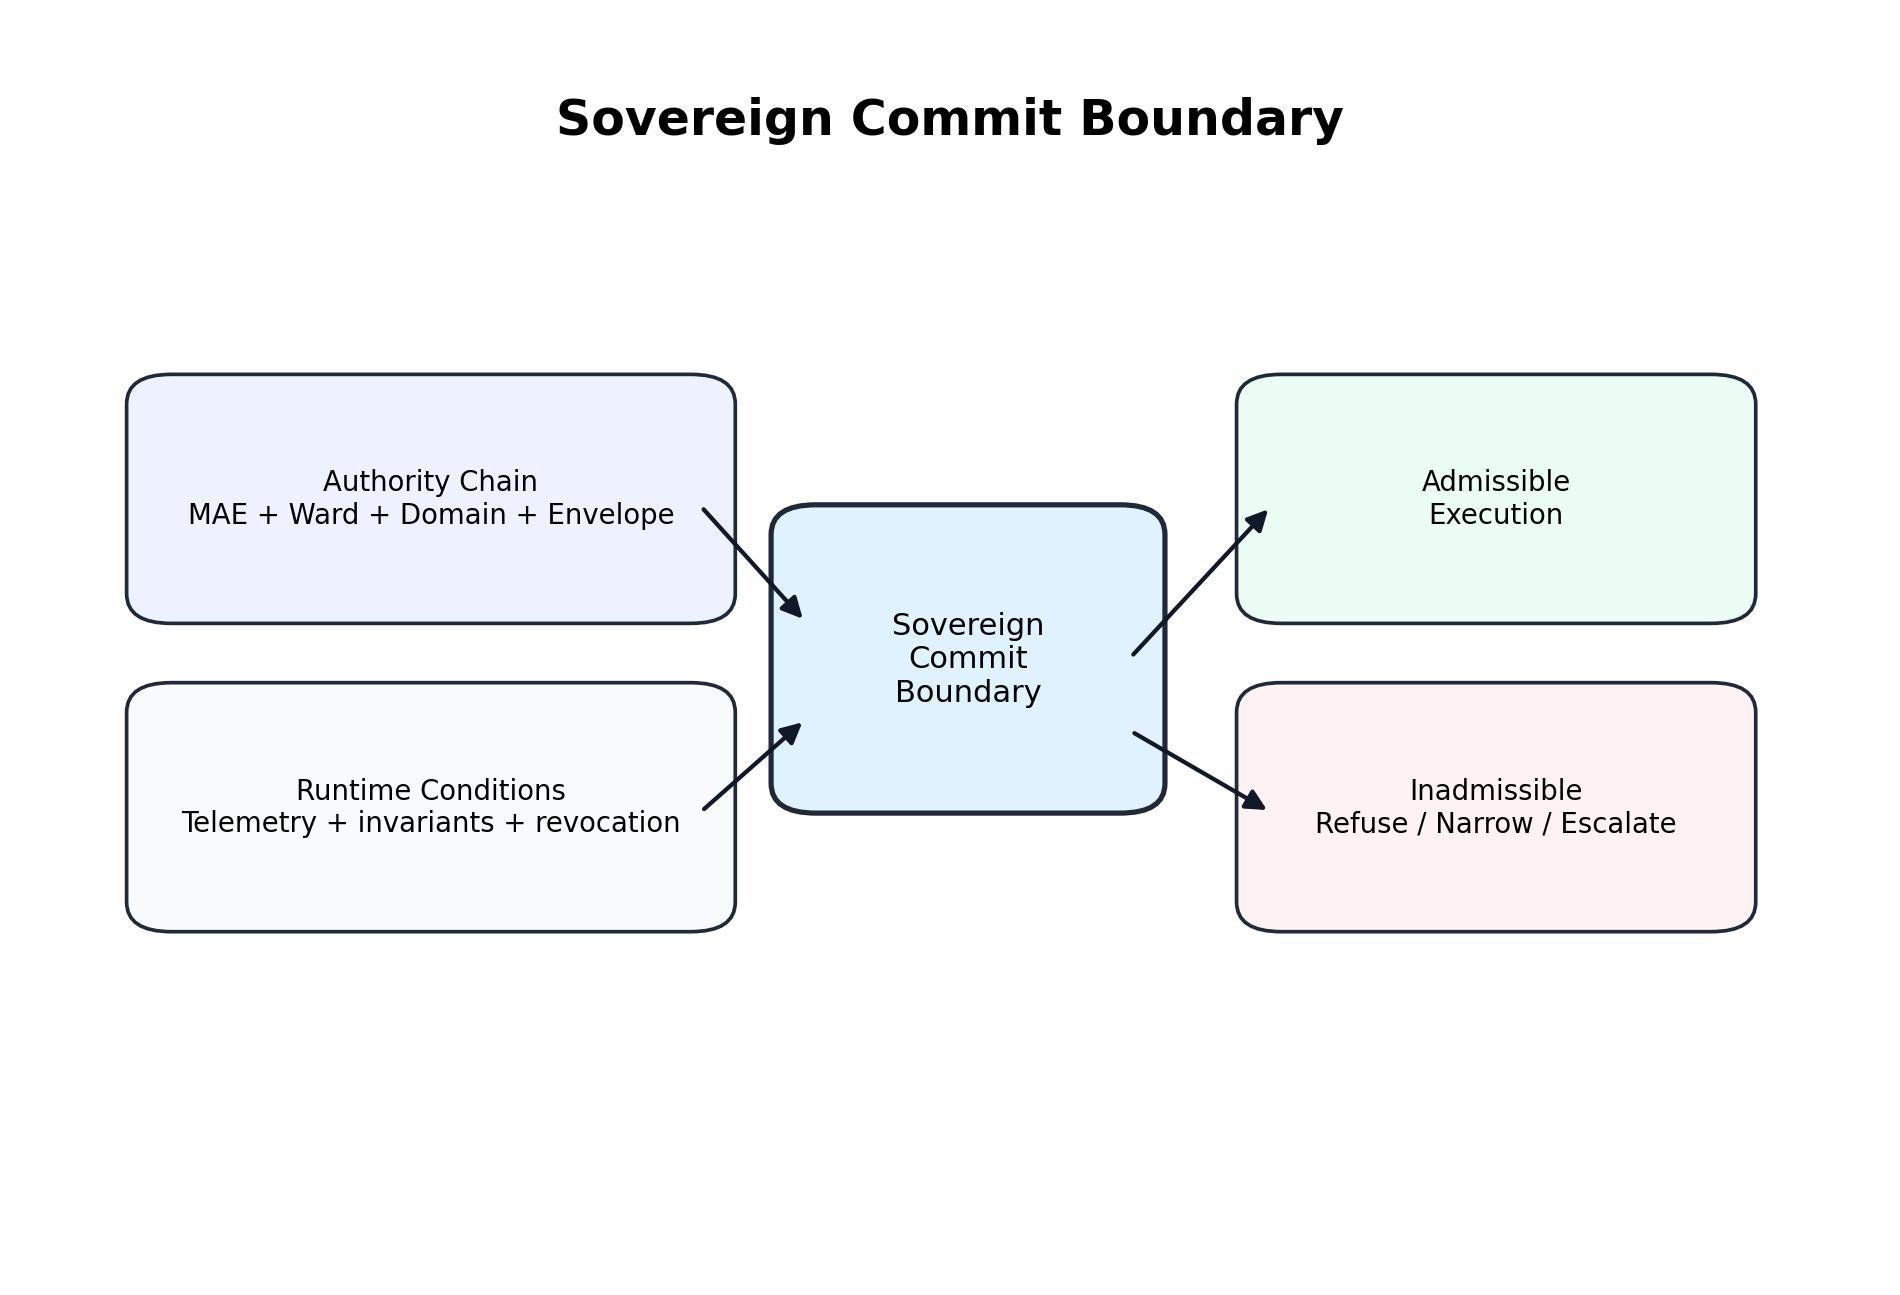 Sovereign Commit Boundary
Authority Chain
MAE + Ward + Domain + Envelope
Runtime Conditions
Telemetry + invariants + revocation
Sovereign
Commit
Boundary
Admissible
Execution
Inadmissible
Refuse / Narrow / Escalate